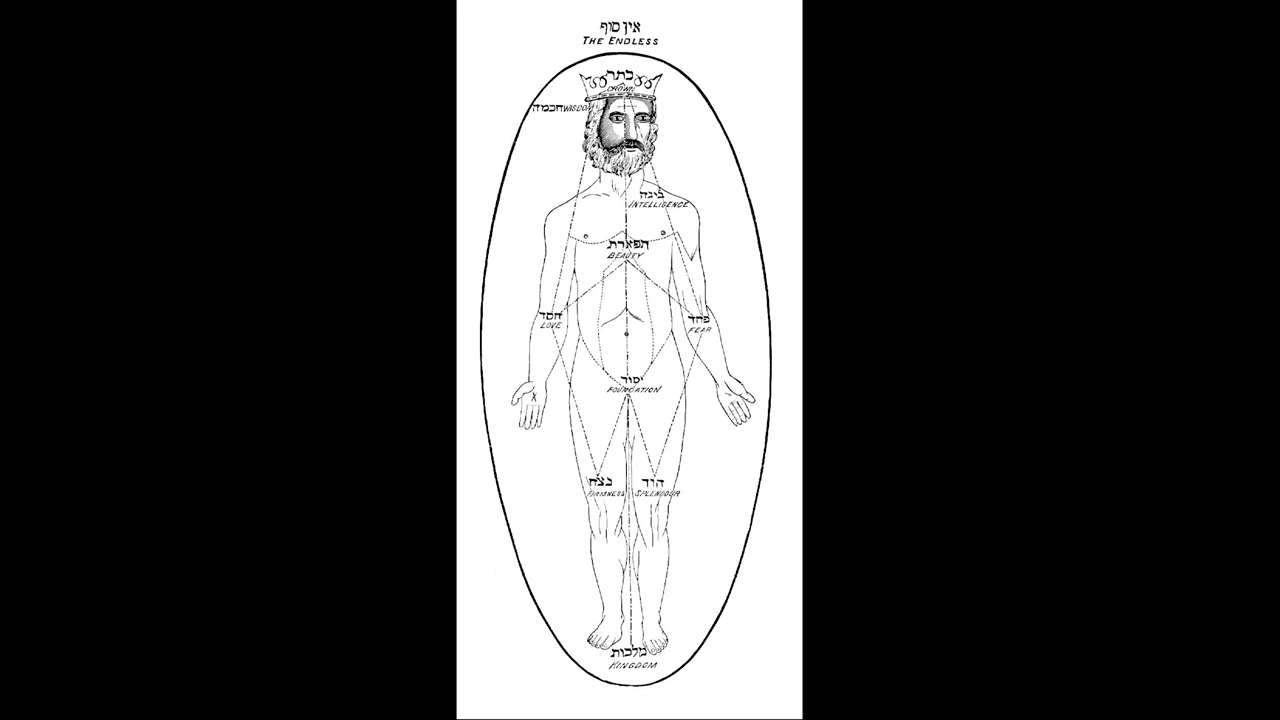 אין סוף
THE ENDLESS
כתר
CROWN
חכמה WISDOM
בינה
INTELLIGENCE
תפארת
BEAUTY
חסד
LOVE
פחד
FEAR
יסוד
FOUNDATION
נצח
FIRMNESS
הוד
SPLENDOUR
מלכות
KINGDOM